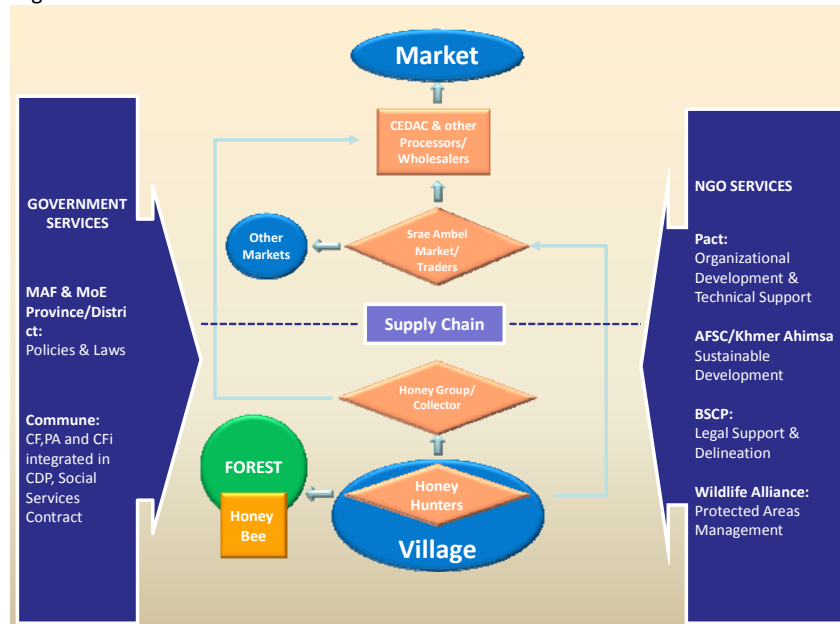 Market
CEDAC & other
Processors/
Wholesalers
GOVERNMENT
SERVICES
MAF & MoE
Province/Distri
ct:
Policies & Laws
Commune:
CF,PA and CFi
integrated in
CDP, Social
Services
Contract
Other
Markets
Srae Ambel
Market/
Traders
Supply Chain
Honey Group/
Collector
FOREST
Honey
Bee
Honey
Hunters
Village
NGO SERVICES
Pact:
Organizational
Development &
Technical Support
AFSC/Khmer Ahimsa
Sustainable
Development
BSCP:
Legal Support &
Delineation
Wildlife Alliance:
Protected Areas
Management